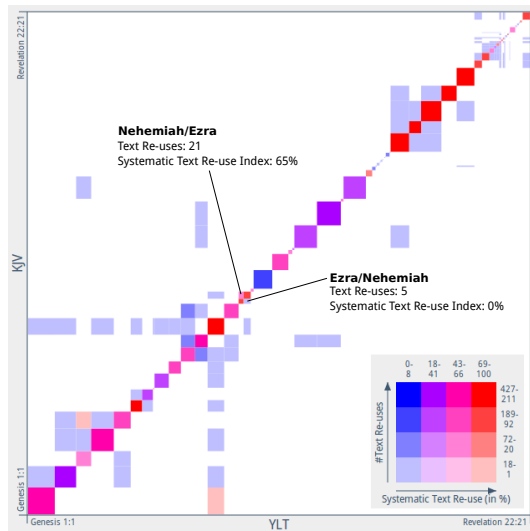 Revelation 22:21
KJV
Genesis 1:1
Nehemiah/Ezra
Text Re-uses: 21
Systematic Text Re-use Index: 65%
Ezra/Nehemiah
Text Re-uses: 5
Systematic Text Re-use Index: 0%
0- 18- 43- 69-
8 41 66 100
#Text Re-uses
427-
211
189-
92
72-
20
18-
1
Systematic Text Re-use (in %)
Genesis 1:1
YLT
Revelation 22:21